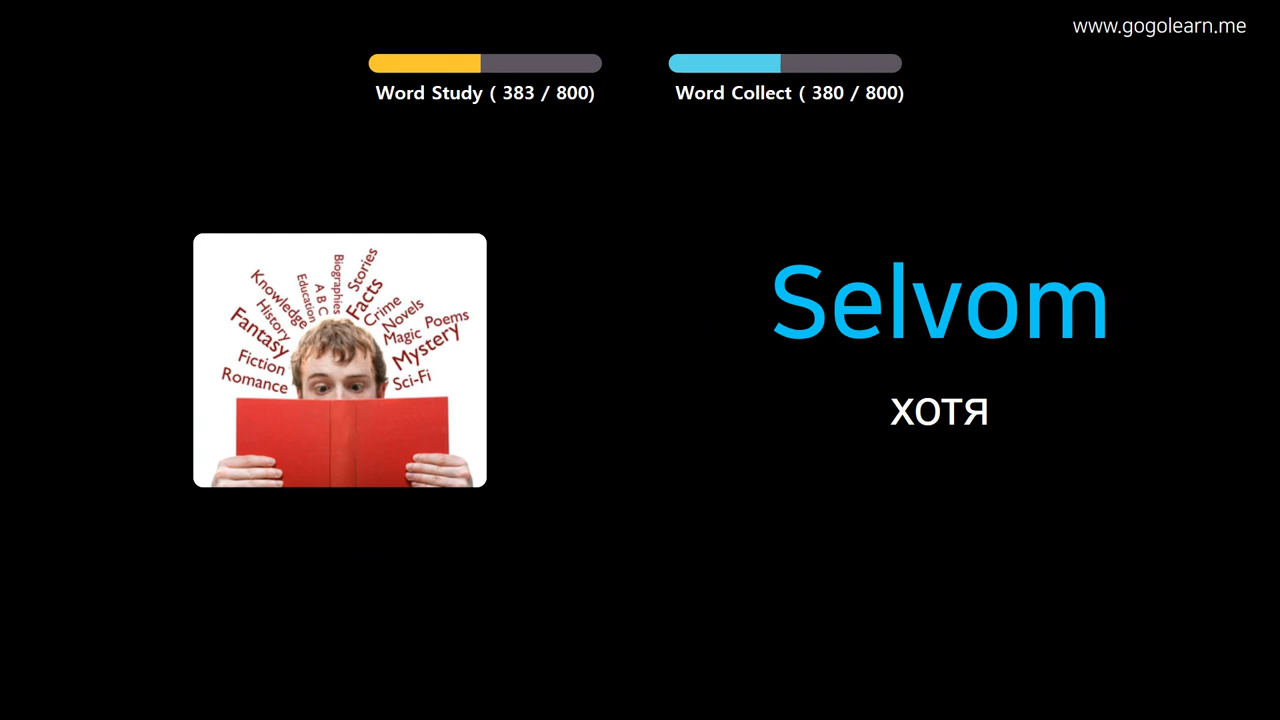 www.gogolearn.me
Word Study ( 383 / 800)
Word Collect ( 380 / 800)
Biographies
Stories
Knowledge
Education
A B C
Facts
Crime
History
Novels
Fantasy
Magic
Poems
Mystery
Fiction
Romance
Sci-Fi
Selvom
хотя